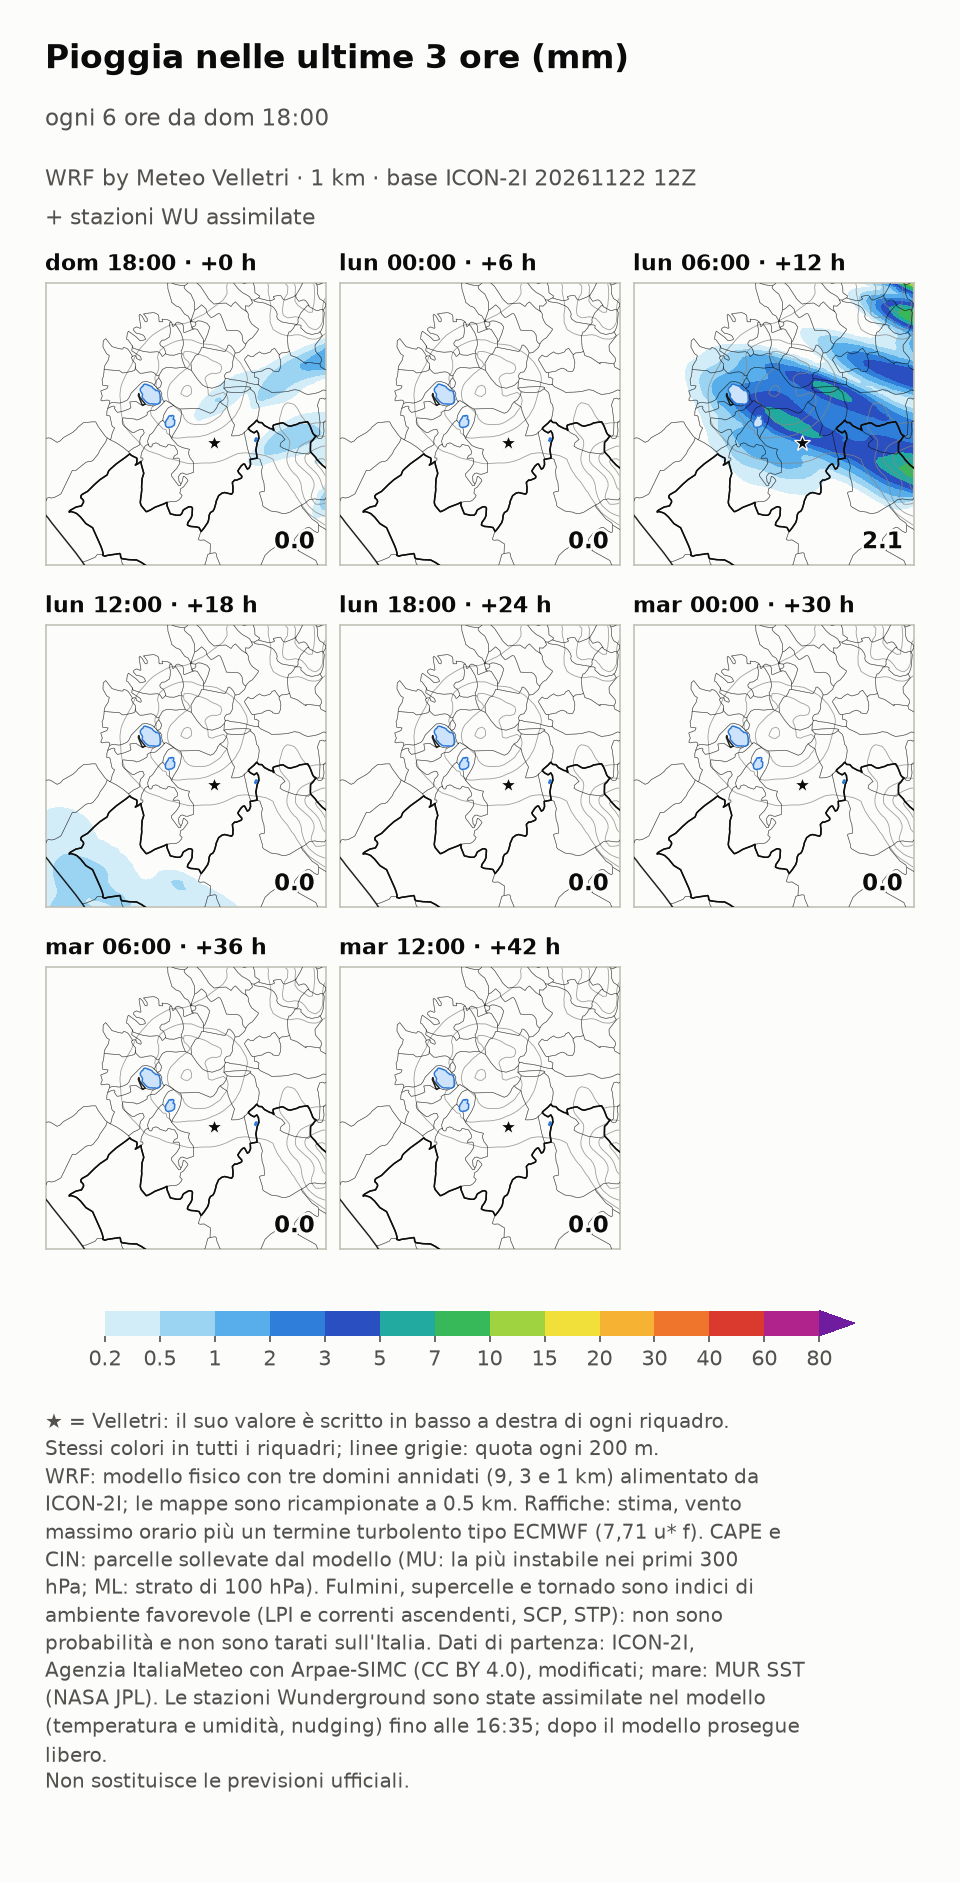 Pioggia nelle ultime 3 ore (mm)
ogni 6 ore da dom 18:00
WRF by Meteo Velletri · 1 km · base ICON-2I 20261122 12Z
+ stazioni WU assimilate
dom 18:00 · +0 h
lun 00:00 · +6 h
lun 06:00 · +12 h
0.0
0.0
2.1
lun 12:00 · +18 h
lun 18:00 · +24 h
mar 00:00 · +30 h
0.0
0.0
0.0
mar 06:00 · +36 h
mar 12:00 · +42 h
0.0
0.0
0.2 0.5 1 2 3 5 7 10 15 20 30 40 60 80
★ = Velletri: il suo valore è scritto in basso a destra di ogni riquadro.
Stessi colori in tutti i riquadri; linee grigie: quota ogni 200 m.
WRF: modello fisico con tre domini annidati (9, 3 e 1 km) alimentato da
ICON-2I; le mappe sono ricampionate a 0.5 km. Raffiche: stima, vento
massimo orario più un termine turbolento tipo ECMWF (7,71 u* f). CAPE e
CIN: parcelle sollevate dal modello (MU: la più instabile nei primi 300
hPa; ML: strato di 100 hPa). Fulmini, supercelle e tornado sono indici di
ambiente favorevole (LPI e correnti ascendenti, SCP, STP): non sono
probabilità e non sono tarati sull'Italia. Dati di partenza: ICON-2I,
Agenzia ItaliaMeteo con Arpae-SIMC (CC BY 4.0), modificati; mare: MUR SST
(NASA JPL). Le stazioni Wunderground sono state assimilate nel modello
(temperatura e umidità, nudging) fino alle 16:35; dopo il modello prosegue
libero.
Non sostituisce le previsioni ufficiali.